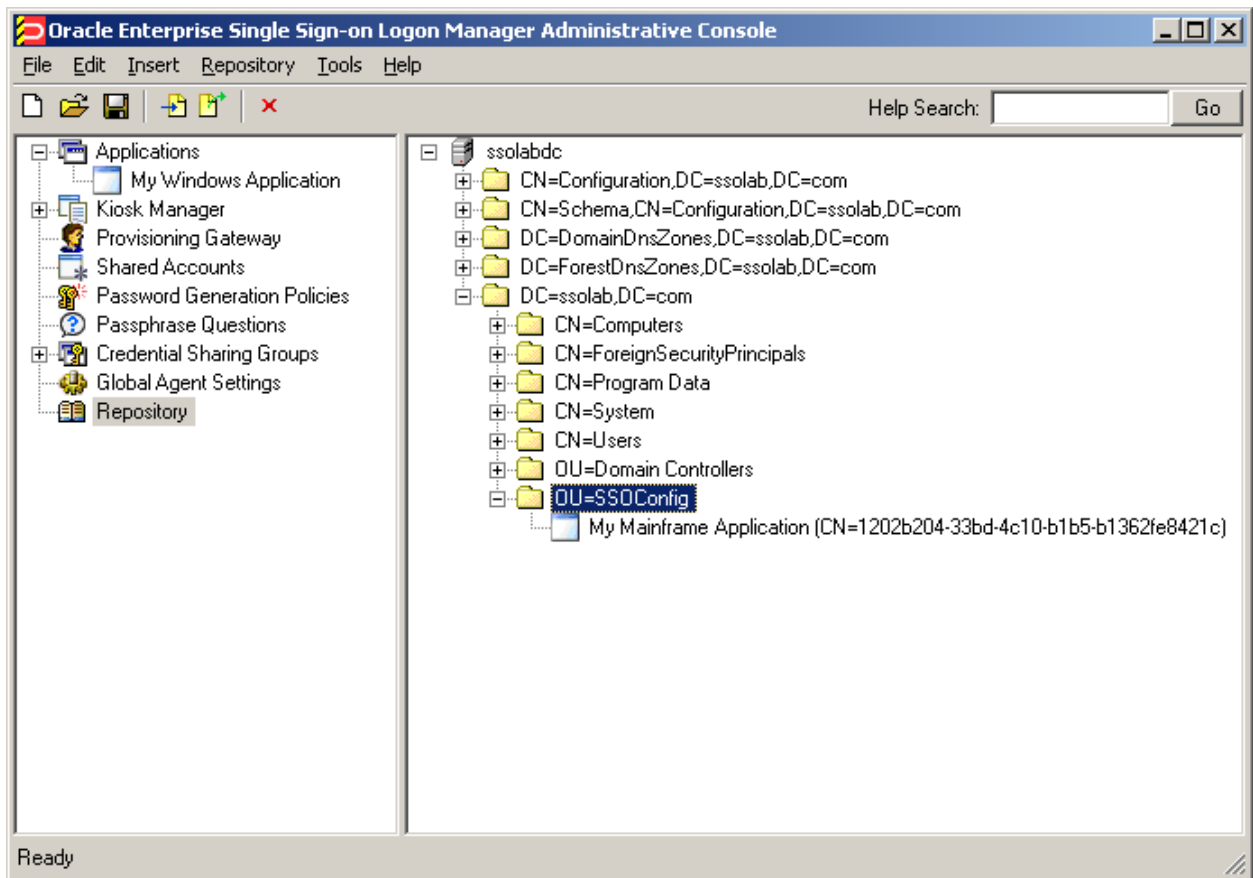 Oracle Enterprise Single Sign-on Logon Manager Administrative Console
File Edit Insert Repository Tools Help
Help Search: Go
Applications
My Windows Application
Kiosk Manager
Provisioning Gateway
Shared Accounts
Password Generation Policies
Passphrase Questions
Credential Sharing Groups
Global Agent Settings
Repository
ssolabdc
CN=Configuration,DC=ssolab,DC=com
CN=Schema,CN=Configuration,DC=ssolab,DC=com
DC=DomainDnsZones,DC=ssolab,DC=com
DC=ForestDnsZones,DC=ssolab,DC=com
DC=ssolab,DC=com
CN=Computers
CN=ForeignSecurityPrincipals
CN=Program Data
CN=System
CN=Users
OU=Domain Controllers
OU=SSOConfig
My Mainframe Application (CN=1202b204-33bd-4c10-b1b5-b1362fe8421c)
Ready